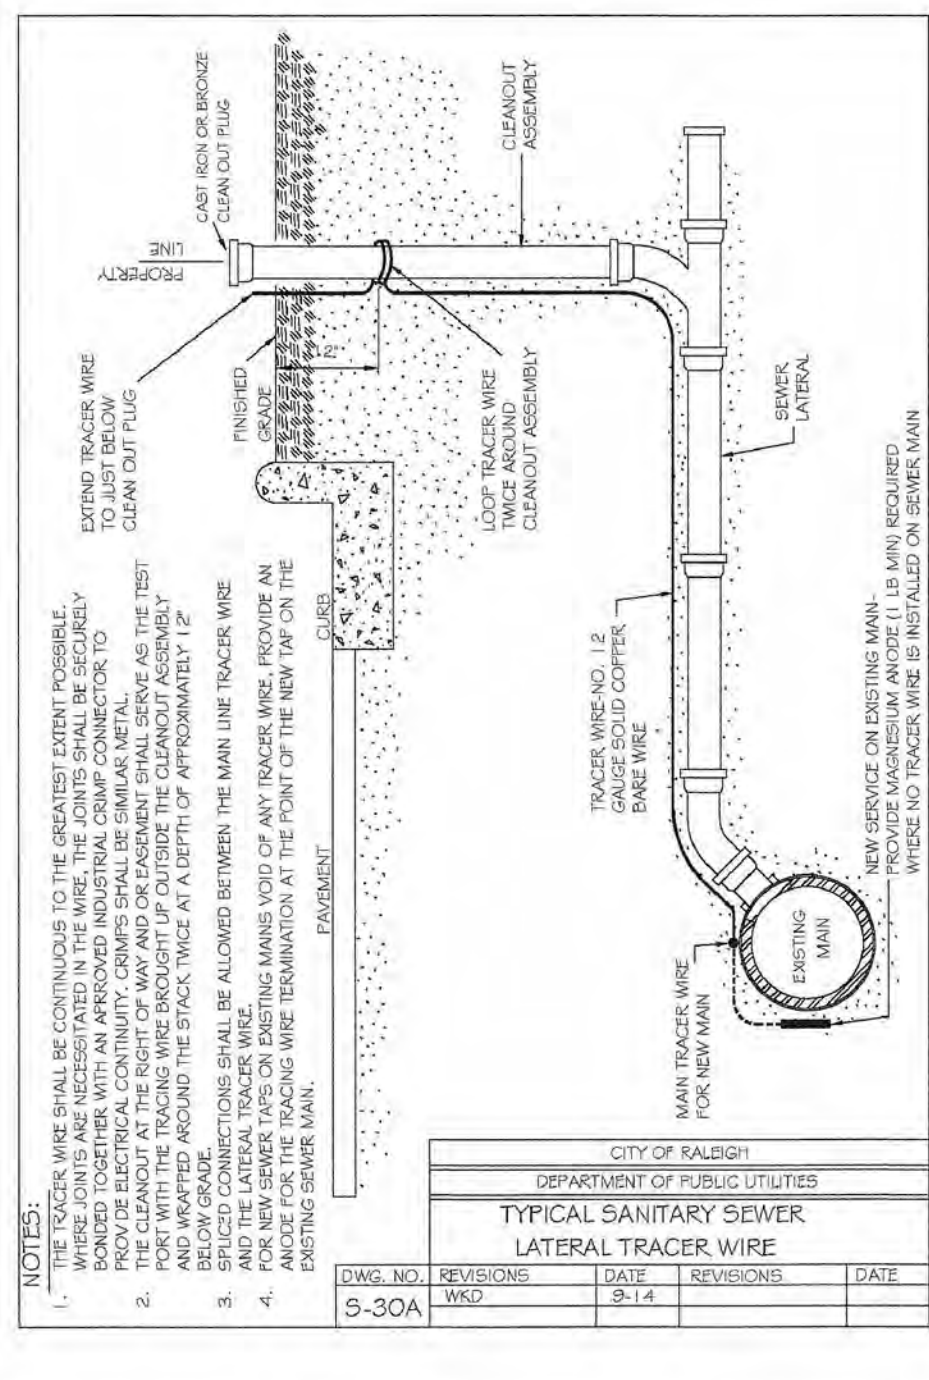 NOTES:
1. THE TRACER WIRE SHALL BE CONTINUOUS TO THE GREATEST EXTENT POSSIBLE.
WHERE JOINTS ARE NECESSITATED IN THE WIRE, THE JOINTS SHALL BE SECURELY
BONDED TOGETHER WITH AN APPROVED INDUSTRIAL CRIMP CONNECTOR TO
PROVIDE ELECTRICAL CONTINUITY. CRIMPS SHALL BE SIMILAR METAL.
2. THE CLEANOUT AT THE RIGHT OF WAY AND OR EASEMENT SHALL SERVE AS THE TEST
PORT WITH THE TRACING WIRE BROUGHT UP OUTSIDE THE CLEANOUT ASSEMBLY
AND WRAPPED AROUND THE STACK TWICE AT A DEPTH OF APPROXIMATELY 12"
BELOW GRADE.
3. SPLICED CONNECTIONS SHALL BE ALLOWED BETWEEN THE MAIN LINE TRACER WIRE
AND THE LATERAL TRACER WIRE.
4. FOR NEW SEWER TAPS ON EXISTING MAINS VOID OF ANY TRACER WIRE, PROVIDE AN
ANODE FOR THE TRACING WIRE TERMINATION AT THE POINT OF THE NEW TAP ON THE
EXISTING SEWER MAIN.
EXTEND TRACER WIRE
TO JUST BELOW
CLEAN OUT PLUG
PROPERTY
LINE
CAST IRON OR BRONZE
CLEAN OUT PLUG
FINISHED
GRADE
12"
CURB
PAVEMENT
LOOP TRACER WIRE
TWICE AROUND
CLEANOUT ASSEMBLY
CLEANOUT
ASSEMBLY
TRACER WIRE-NO. 12
GAUGE SOLID COPPER
BARE WIRE
SEWER
LATERAL
MAIN TRACER WIRE
FOR NEW MAIN
EXISTING
MAIN
NEW SERVICE ON EXISTING MAIN-
PROVIDE MAGNESIUM ANODE (1 LB MIN) REQUIRED
WHERE NO TRACER WIRE IS INSTALLED ON SEWER MAIN
CITY OF RALEIGH
DEPARTMENT OF PUBLIC UTILITIES
TYPICAL SANITARY SEWER
LATERAL TRACER WIRE
DWG. NO. REVISIONS DATE REVISIONS DATE
S-30A WKD 9-14